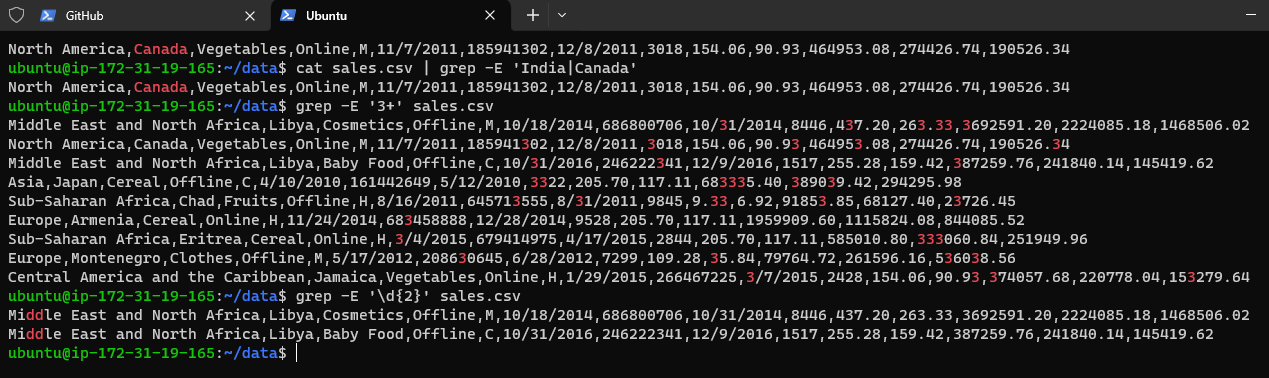 GitHub
Ubuntu
North America,Canada,Vegetables,Online,M,11/7/2011,185941302,12/8/2011,3018,154.06,90.93,464953.08,274426.74,190526.34
ubuntu@ip-172-31-19-165:~/data$ cat sales.csv | grep -E 'India|Canada'
North America,Canada,Vegetables,Online,M,11/7/2011,185941302,12/8/2011,3018,154.06,90.93,464953.08,274426.74,190526.34
ubuntu@ip-172-31-19-165:~/data$ grep -E '3+' sales.csv
Middle East and North Africa,Libya,Cosmetics,Offline,M,10/18/2014,686800706,10/31/2014,8446,437.20,263.33,3692591.20,2224085.18,1468506.02
North America,Canada,Vegetables,Online,M,11/7/2011,185941302,12/8/2011,3018,154.06,90.93,464953.08,274426.74,190526.34
Middle East and North Africa,Libya,Baby Food,Offline,C,10/31/2016,246222341,12/9/2016,1517,255.28,159.42,387259.76,241840.14,145419.62
Asia,Japan,Cereal,Offline,C,4/10/2010,161442649,5/12/2010,3322,205.70,117.11,683335.40,389039.42,294295.98
Sub-Saharan Africa,Chad,Fruits,Offline,H,8/16/2011,645713555,8/31/2011,9845,9.33,6.92,91853.85,68127.40,23726.45
Europe,Armenia,Cereal,Online,H,11/24/2014,683458888,12/28/2014,9528,205.70,117.11,1959909.60,1115824.08,844085.52
Sub-Saharan Africa,Eritrea,Cereal,Online,H,3/4/2015,679414975,4/17/2015,2844,205.70,117.11,585010.80,333060.84,251949.96
Europe,Montenegro,Clothes,Offline,M,5/17/2012,208630645,6/28/2012,7299,109.28,35.84,79764.72,261596.16,536038.56
Central America and the Caribbean,Jamaica,Vegetables,Online,H,1/29/2015,266467225,3/7/2015,2428,154.06,90.93,374057.68,220778.04,153279.64
ubuntu@ip-172-31-19-165:~/data$ grep -E '\d{2}' sales.csv
Middle East and North Africa,Libya,Cosmetics,Offline,M,10/18/2014,686800706,10/31/2014,8446,437.20,263.33,3692591.20,2224085.18,1468506.02
Middle East and North Africa,Libya,Baby Food,Offline,C,10/31/2016,246222341,12/9/2016,1517,255.28,159.42,387259.76,241840.14,145419.62
ubuntu@ip-172-31-19-165:~/data$